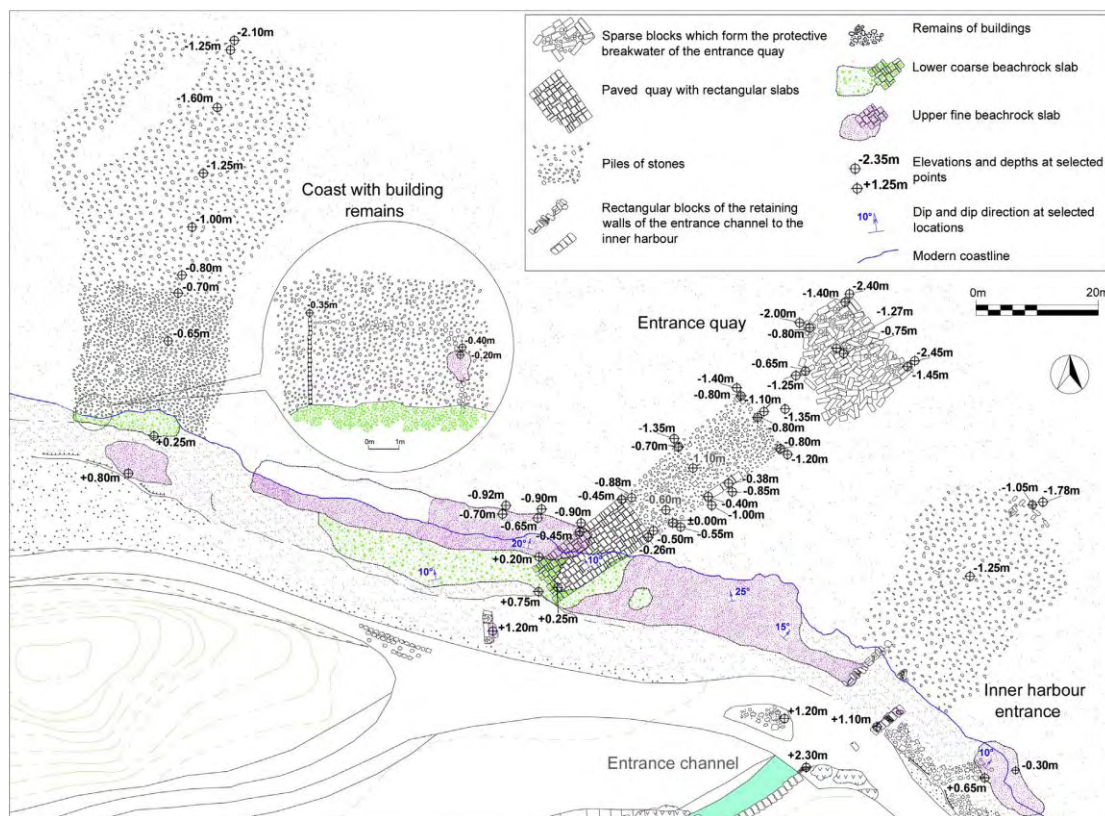 -2.10m
-1.25m
-1.60m
-1.25m
-1.00m
-0.80m
-0.70m
-0.65m
Coast with building
remains
-0.35m
-0.40m
-0.20m
0m 1m
+0.25m
+0.80m
Sparse blocks which form the protective
breakwater of the entrance quay
Paved quay with rectangular slabs
Piles of stones
Rectangular blocks of the retaining
walls of the entrance channel to the
inner harbour
Remains of buildings
Lower coarse beachrock slab
Upper fine beachrock slab
-2.35m
+1.25m
Elevations and depths at selected
points
10°
Dip and dip direction at selected
locations
Modern coastline
0m 20m
Entrance quay
-2.40m
-1.40m
-2.00m
-0.80m
-1.27m
-0.75m
-0.65m
-1.25m
-2.45m
-1.45m
-1.40m
-0.80m
-1.10m
-0.80m
-1.35m
-1.35m
-0.70m
-1.10m
-0.80m
-1.20m
-0.88m
-0.45m
-0.60m
-0.38m
-0.85m
-0.40m
-1.00m
±0.00m
-0.55m
-0.50m
-0.26m
-0.92m
-0.70m
-0.90m
-0.65m
-0.90m
-0.45m
20°
10°
+0.20m
10°
+0.75m
+0.25m
+1.20m
25°
15°
-1.05m
-1.78m
-1.25m
Inner harbour
entrance
+1.20m
+1.10m
10°
-0.30m
+0.65m
+2.30m
Entrance channel